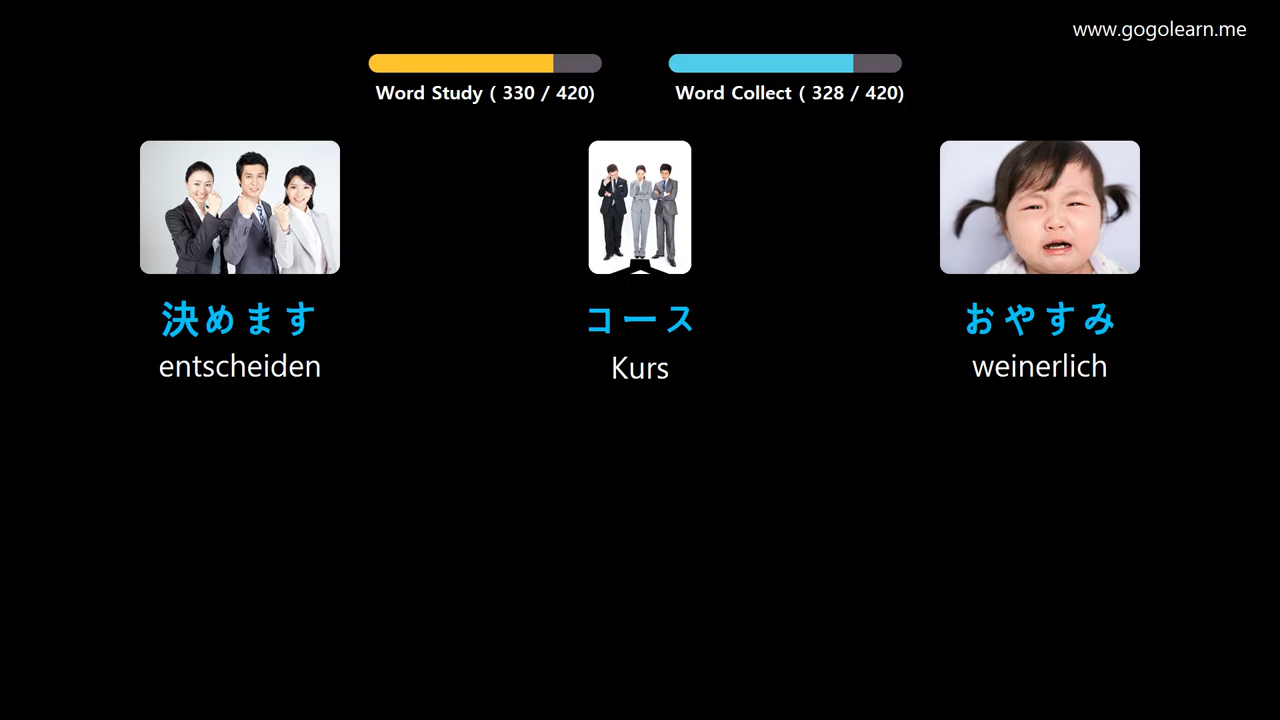 www.gogolearn.me
Word Study ( 330 / 420)
Word Collect ( 328 / 420)
決めます
コース
おやすみ
entscheiden
Kurs
weinerlich